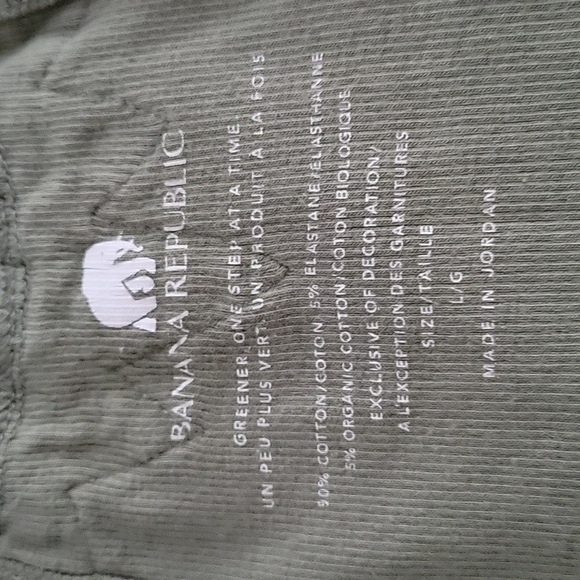 BANANA REPUBLIC
GREENER, ONE STEP AT A TIME.
UN PEU PLUS VERT, UN PRODUIT À LA FOIS
90% COTTON/COTON 5% ELASTANE/ELASTHANNE
5% ORGANIC COTTON/COTON BIOLOGIQUE
EXCLUSIVE OF DECORATION/
A L'EXCEPTION DES GARNITURES
SIZE/TAILLE
L/G
MADE IN JORDAN